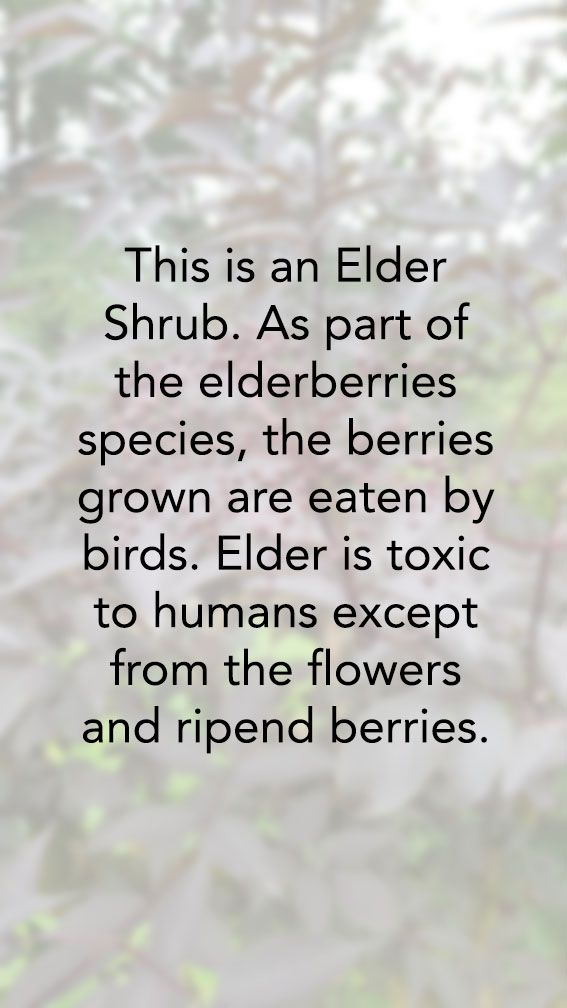 This is an Elder
Shrub. As part of
the elderberries
species, the berries
grown are eaten by
birds. Elder is toxic
to humans except
from the flowers
and ripend berries.